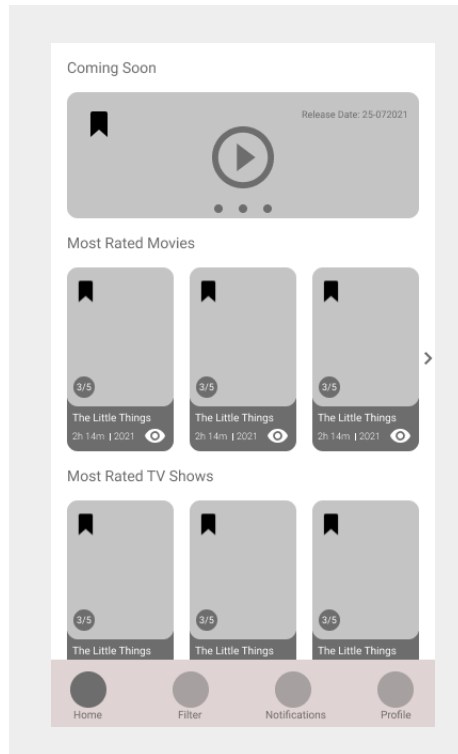 Coming Soon
Release Date: 25-072021
Most Rated Movies
3/5
3/5
3/5
The Little Things
The Little Things
The Little Things
2h 14m | 2021
2h 14m | 2021
2h 14m | 2021
Most Rated TV Shows
3/5
3/5
3/5
The Little Things
The Little Things
The Little Things
Home
Filter
Notifications
Profile